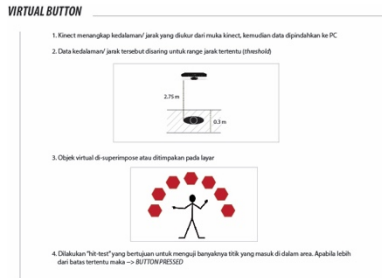 VIRTUAL BUTTON
1. Kinect menangkap kedalaman/ jarak yang diukur dari muka kinect, kemudian data dipindahkan ke PC
2. Data kedalaman/ jarak tersebut disaring untuk range jarak tertentu (threshold)
2.75 m
0.3 m
3. Objek virtual di-superimpose atau ditimpakan pada layar
4. Dilakukan "hit-test" yang bertujuan untuk menguji banyaknya titik yang masuk di dalam area. Apabila lebih
dari batas tertentu maka --> BUTTON PRESSED